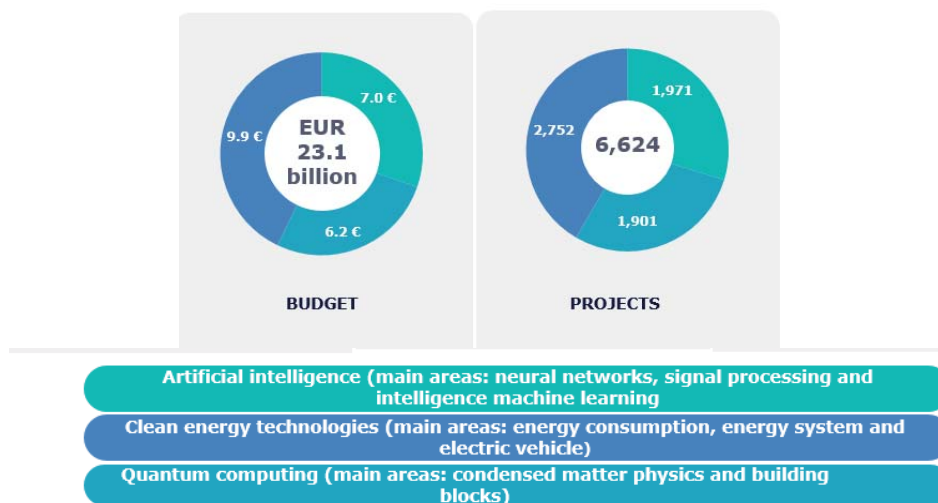 7.0 €
9.9 €
EUR
23.1
billion
6.2 €
BUDGET
1,971
2,752
6,624
1,901
PROJECTS
Artificial intelligence (main areas: neural networks, signal processing and
intelligence machine learning
Clean energy technologies (main areas: energy consumption, energy system and
electric vehicle)
Quantum computing (main areas: condensed matter physics and building
blocks)